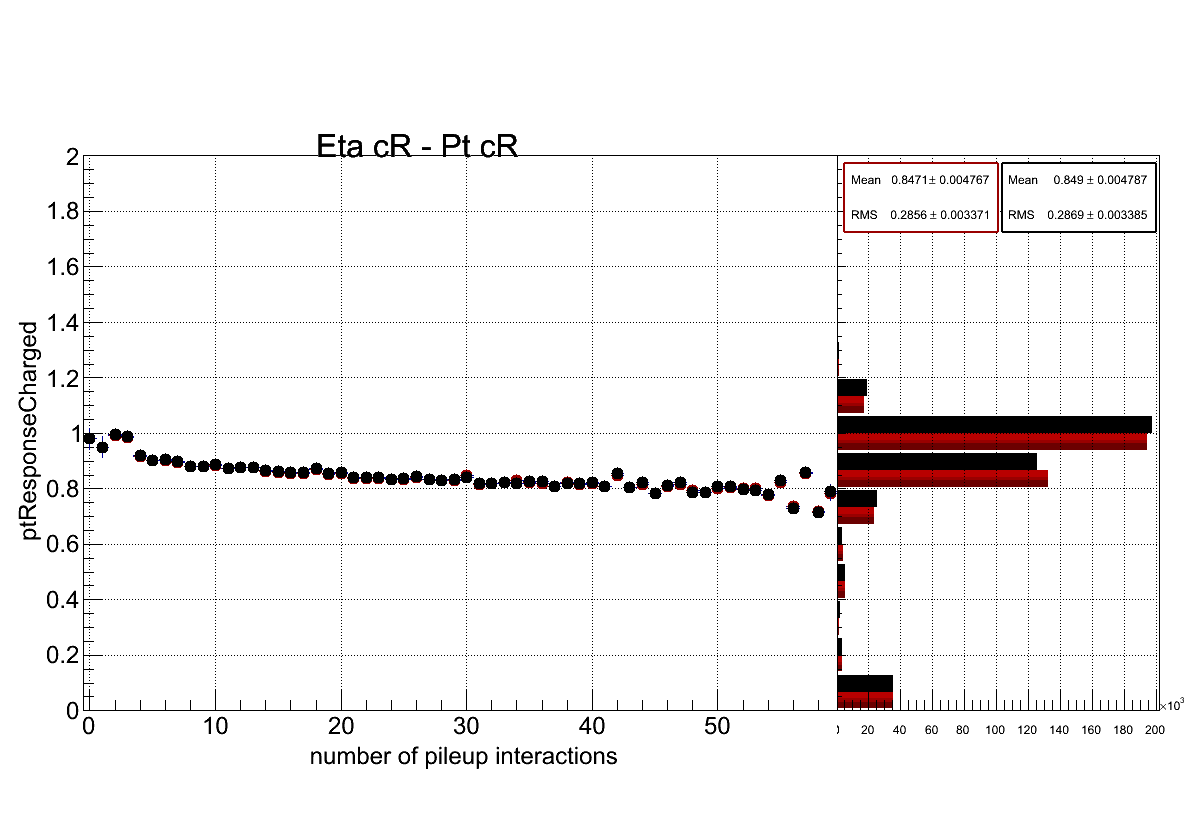 Eta cR - Pt cR
ptResponseCharged
2
1.8
1.6
1.4
1.2
1
0.8
0.6
0.4
0.2
0
0 10 20 30 40 50
number of pileup interactions
Mean 0.8471± 0.004767
RMS 0.2856 ± 0.003371
Mean 0.849 ± 0.004787
RMS 0.2869 ± 0.003385
20 40 60 80 100 120 140 160 180 200
×10³